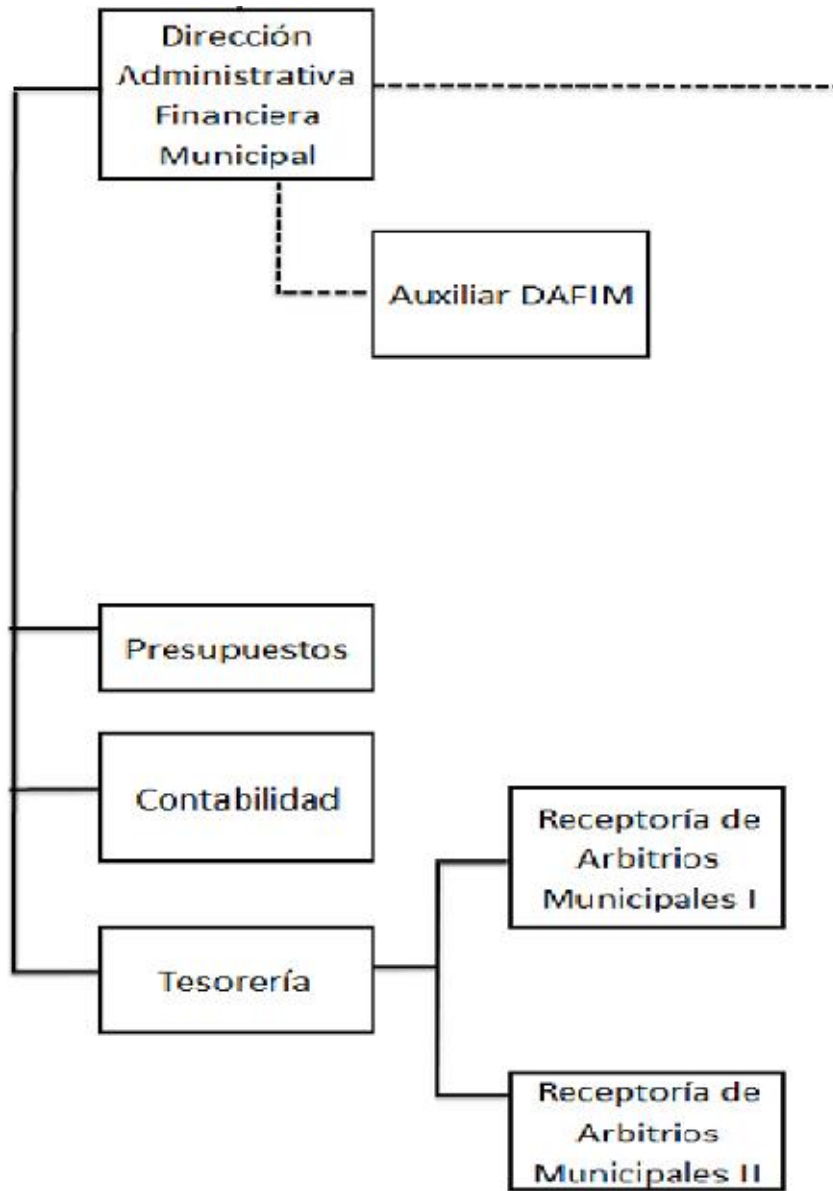 Dirección
Administrativa
Financiera
Municipal
Auxiliar DAFIM
Presupuestos
Contabilidad
Tesorería
Receptoría de
Arbitrios
Municipales I
Receptoría de
Arbitrios
Municipales II